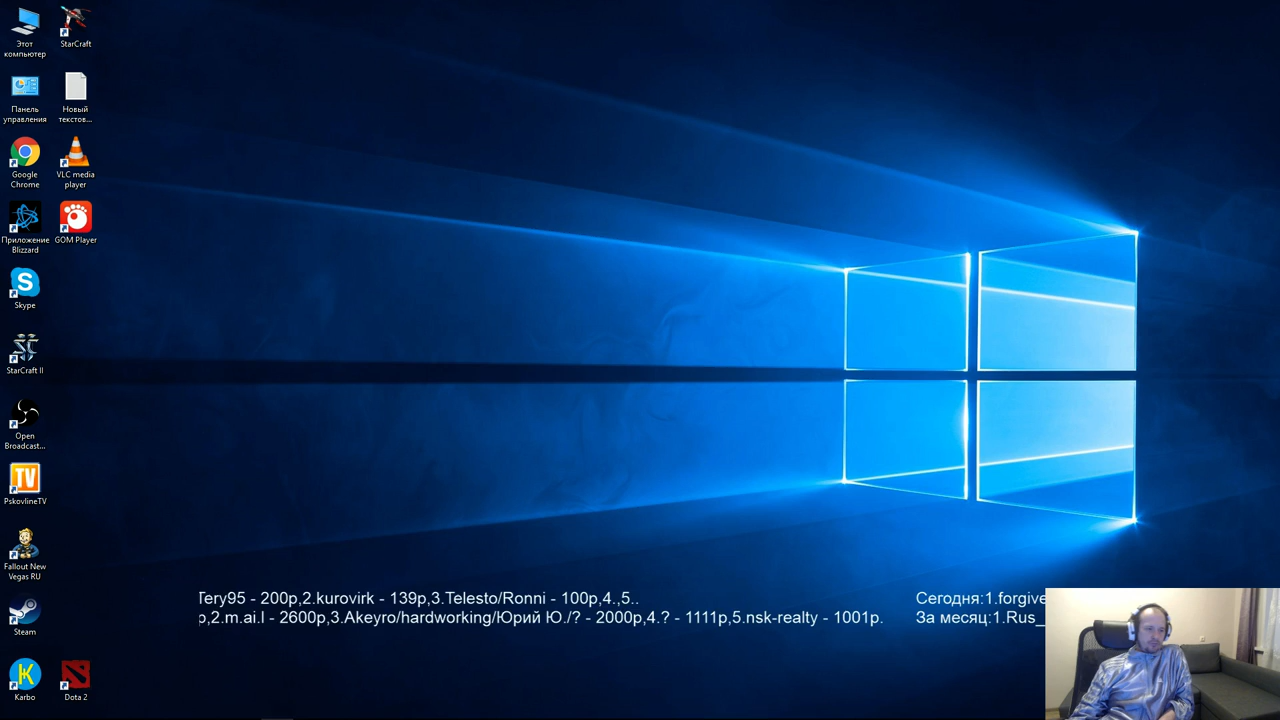 Этот
компьютер
StarCraft
Панель
управления
Новый
текстов...
Google
Chrome
VLC media
player
Приложение
Blizzard
GOM Player
Skype
StarCraft II
Open
Broadcast...
TV
PskovlineTV
Fallout New
Vegas RU
Steam
Karbo
Dota 2
Tery95 - 200р,2.kurovirk - 139р,3.Telesto/Ronni - 100р,4.,5..
р,2.m.ai.l - 2600р,3.Akeyro/hardworking/Юрий Ю./? - 2000р,4.? - 1111р,5.nsk-realty - 1001р.
Сегодня:1.forgive
За месяц:1.Rus_